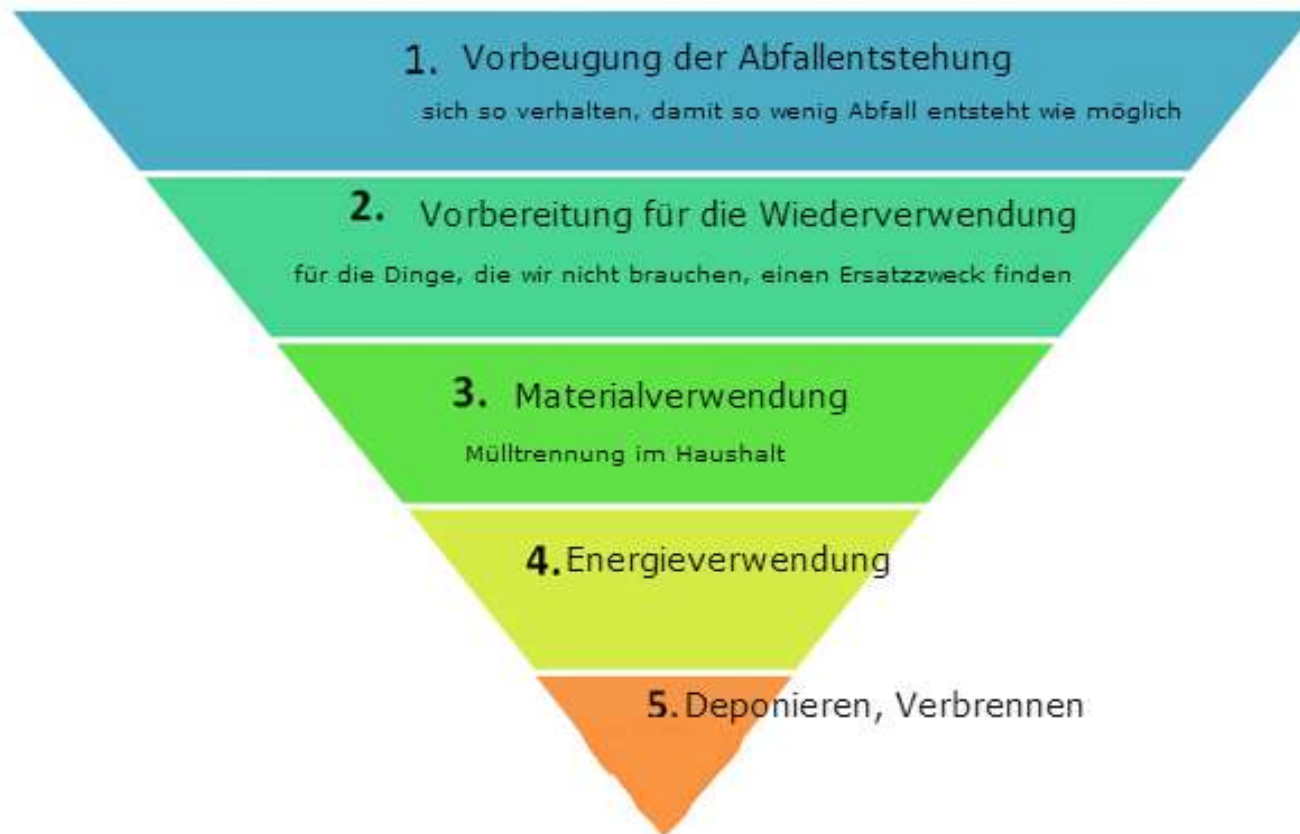 1. Vorbeugung der Abfallentstehung
sich so verhalten, damit so wenig Abfall entsteht wie möglich
2. Vorbereitung für die Wiederverwendung
für die Dinge, die wir nicht brauchen, einen Ersatzzweck finden
3. Materialverwendung
Mülltrennung im Haushalt
4. Energieverwendung
5. Deponieren, Verbrennen